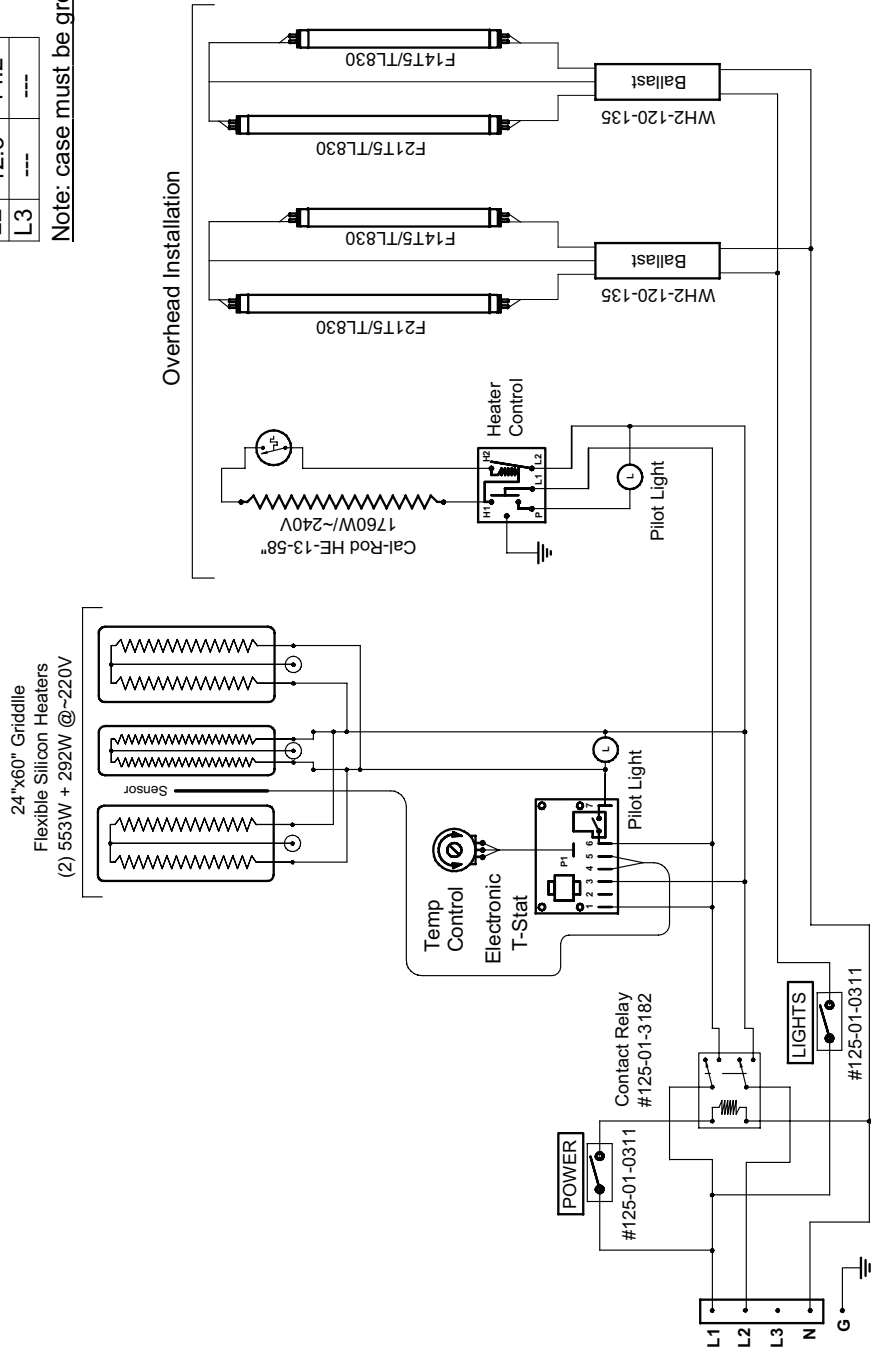 L3 --- ---
Note: case must be
Overhead Installation
F14T5/TL830
F21T5/TL830
Ballast
WH2-120-135
F14T5/TL830
F21T5/TL830
Ballast
WH2-120-135
Heater
Control
H1
H2
P
L1
L2
L
Pilot Light
Cal-Rod HE-13-58"
1760W/~240V
24"x60" Griddlle
Flexible Silicon Heaters
(2) 553W + 292W @~220V
Sensor
Temp
Control
Electronic
T-Stat
P1
1 2 3 4 5 6 7
L
Pilot Light
Contact Relay
#125-01-3182
POWER
#125-01-0311
LIGHTS
#125-01-0311
L1
L2
L3
N
G